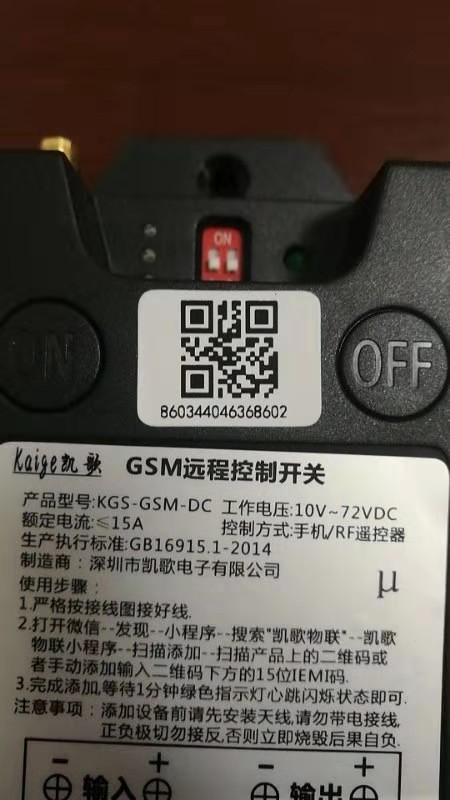 ON
ON
OFF
860344046368602
Kaige凯歌 GSM远程控制开关
产品型号:KGS-GSM-DC 工作电压:10V~72VDC
额定电流:≤15A 控制方式:手机/RF遥控器
生产执行标准:GB16915.1-2014
制造商：深圳市凯歌电子有限公司
μ
使用步骤：
1.严格按接线图接好线.
2.打开微信--发现--小程序--搜索"凯歌物联"--凯歌
物联小程序--扫描添加--扫描产品上的二维码或
者手动添加输入二维码下方的15位IEMI码.
3.完成添加,等待1分钟绿色指示灯心跳闪烁状态即可.
注意事项：添加设备前请先安装天线,请勿带电接线,
正负极切勿接反,否则立即烧毁后果自负.
- + - +
输入 输出